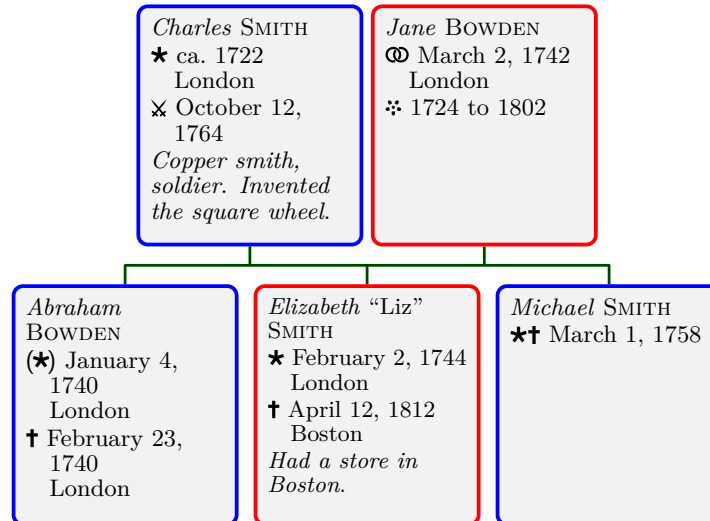 Charles SMITH
* ca. 1722
London
⚔ October 12,
1764
Copper smith,
soldier. Invented
the square wheel.
Jane BOWDEN
⚭ March 2, 1742
London
⁘ 1724 to 1802
Abraham
BOWDEN
(*) January 4,
1740
London
† February 23,
1740
London
Elizabeth “Liz”
SMITH
* February 2, 1744
London
† April 12, 1812
Boston
Had a store in
Boston.
Michael SMITH
*† March 1, 1758